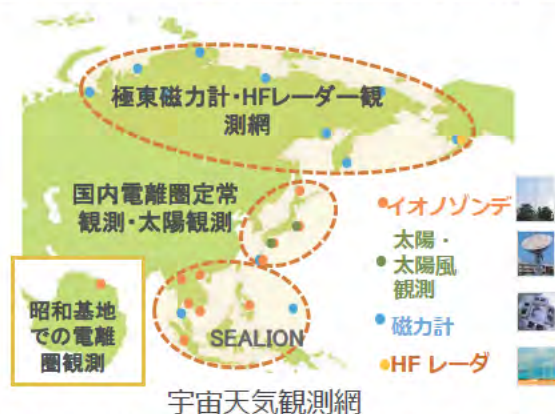 極東磁力計・HFレーダー観
測網
国内電離圏定常
観測・太陽観測
イオノゾンデ
太陽・
太陽風
観測
磁力計
HF レーダ
昭和基地
での電離
圏観測
SEALION
宇宙天気観測網